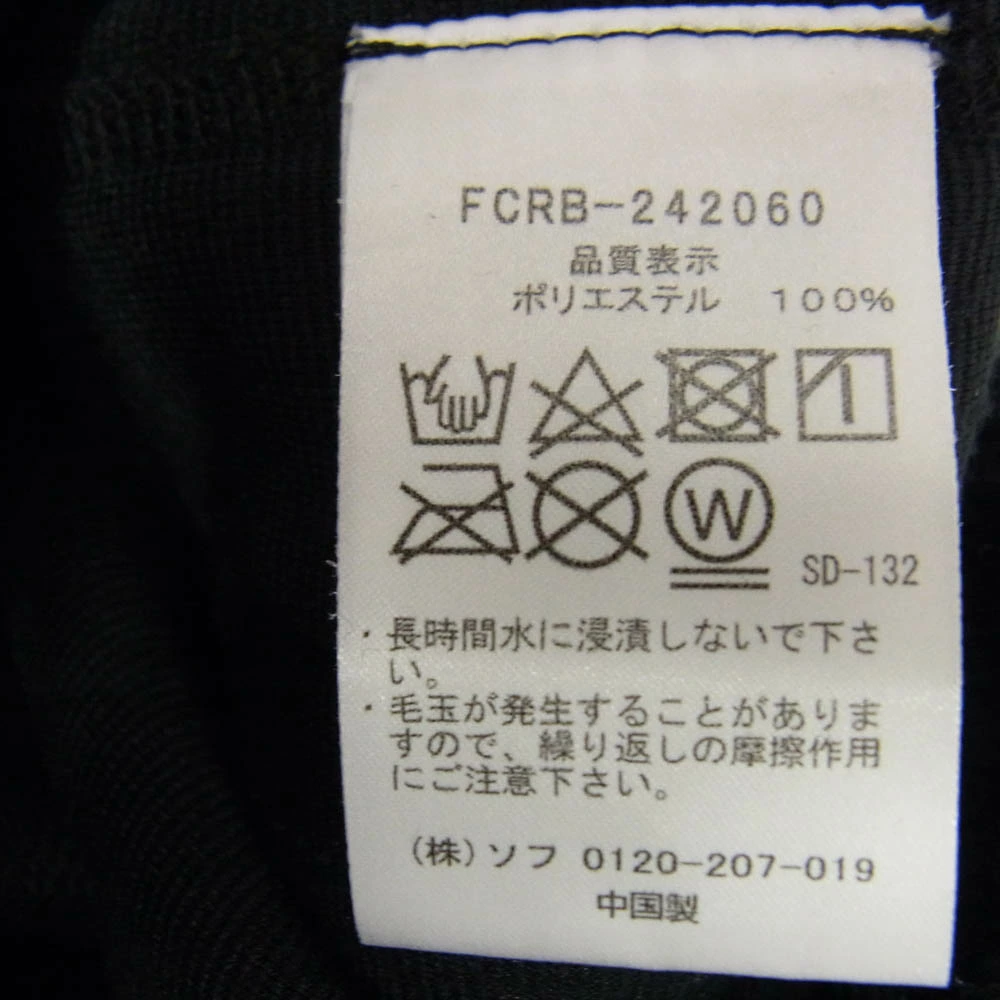 FCRB-242060
品質表示
ポリエステル 100%
W
SD-132
・長時間水に浸漬しないで下さ
い。
・毛玉が発生することがありま
すので、繰り返しの摩擦作用
にご注意下さい。
(株)ソフ 0120-207-019
中国製